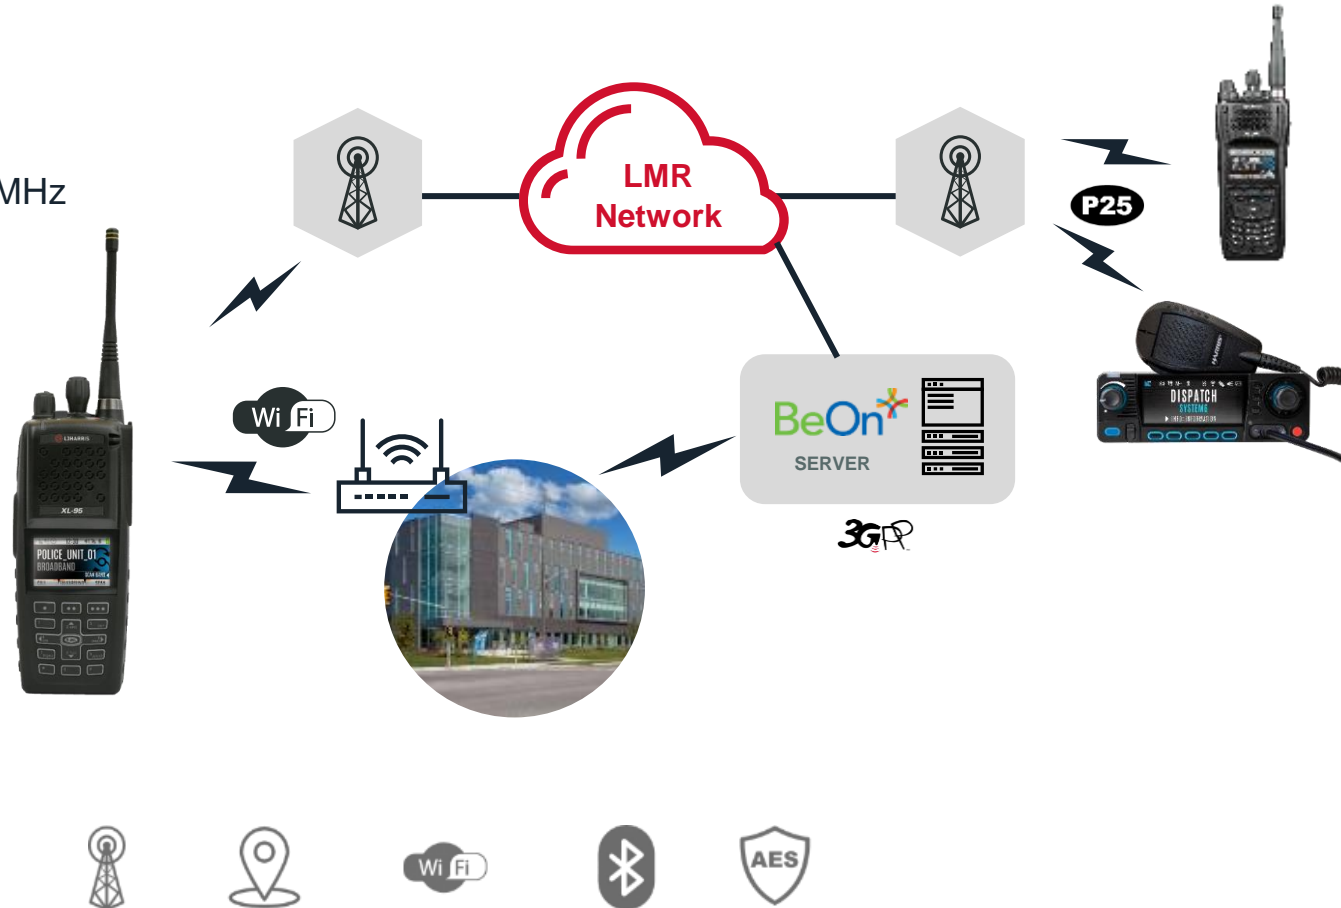 MHz
LMR
Network
P25
Wi Fi
BeOn
SERVER
3GPP
L3HARRIS
XL-95
POLICE_UNIT_01
BROADBAND
HARRIS
DISPATCH
SYSTEMS
Wi Fi
AES